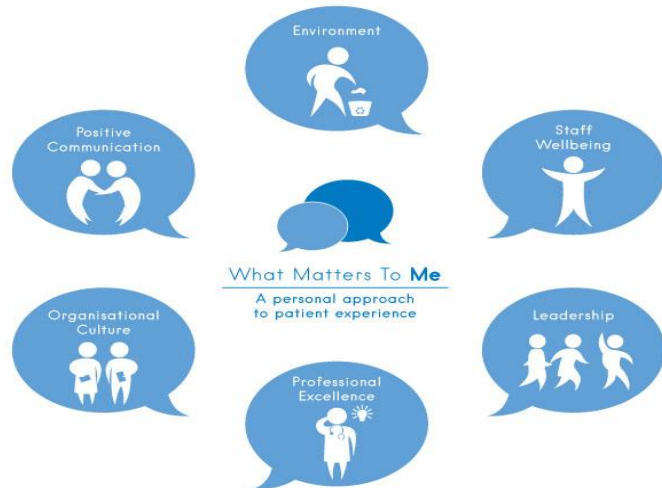 Environment
Positive
Communication
Staff
Wellbeing
What Matters To Me
A personal approach
to patient experience
Organisational
Culture
Leadership
Professional
Excellence